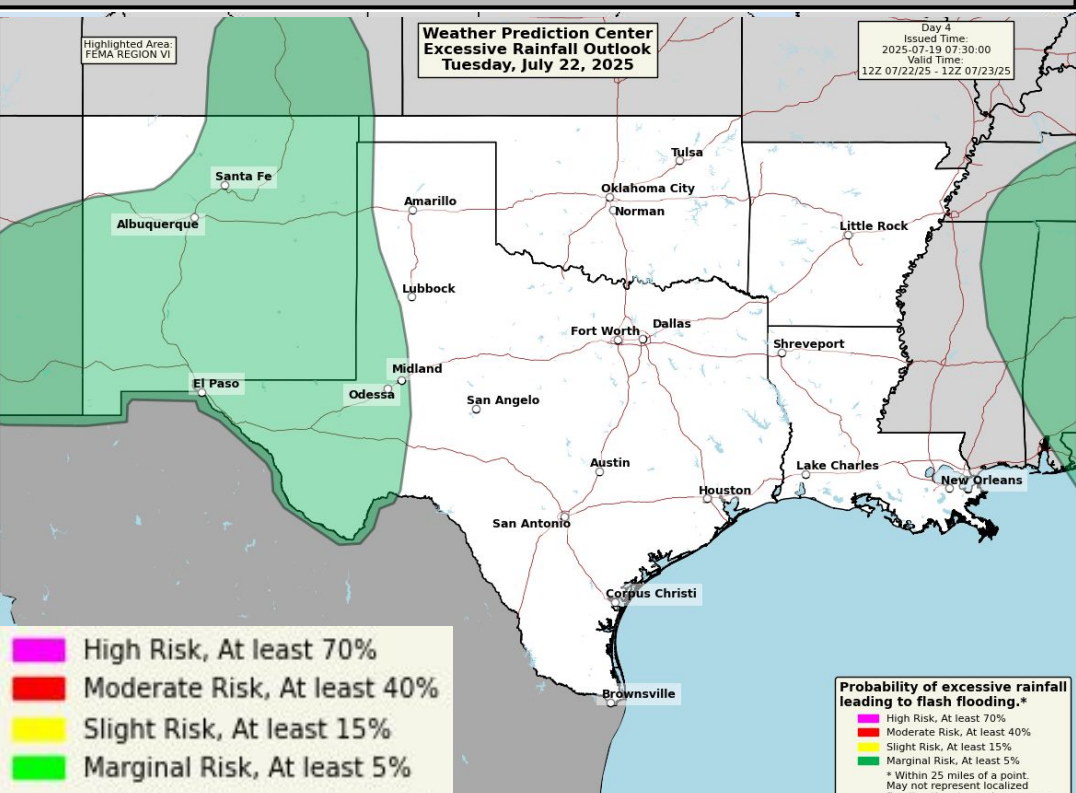 Highlighted Area:
FEMA REGION VI
Weather Prediction Center
Excessive Rainfall Outlook
Tuesday, July 22, 2025
Day 4
Issued Time:
2025-07-19 07:30:00
Valid Time:
12Z 07/22/25 - 12Z 07/23/25
Tulsa
Santa Fe
Oklahoma City
Amarillo
Norman
Albuquerque
Little Rock
Lubbock
Dallas
Fort Worth
Shreveport
Midland
El Paso
Odessa
San Angelo
Austin
Lake Charles
New Orleans
Houston
San Antonio
Corpus Christi
Brownsville
High Risk, At least 70%
Moderate Risk, At least 40%
Slight Risk, At least 15%
Marginal Risk, At least 5%
Probability of excessive rainfall
leading to flash flooding.*
High Risk, At least 70%
Moderate Risk, At least 40%
Slight Risk, At least 15%
Marginal Risk, At least 5%
* Within 25 miles of a point.
May not represent localized